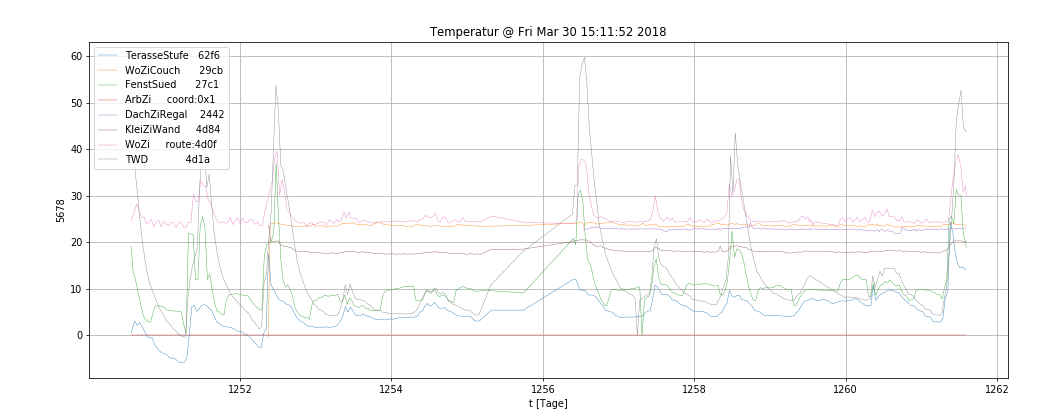 Temperatur @ Fri Mar 30 15:11:52 2018
60
50
40
30
20
10
0
5678
TerasseStufe 62f6
WoZiCouch 29cb
FenstSued 27c1
ArbZi coord:0x1
DachZiRegal 2442
KleiZiWand 4d84
WoZi route:4d0f
TWD 4d1a
1252 1254 1256 1258 1260 1262
t [Tage]